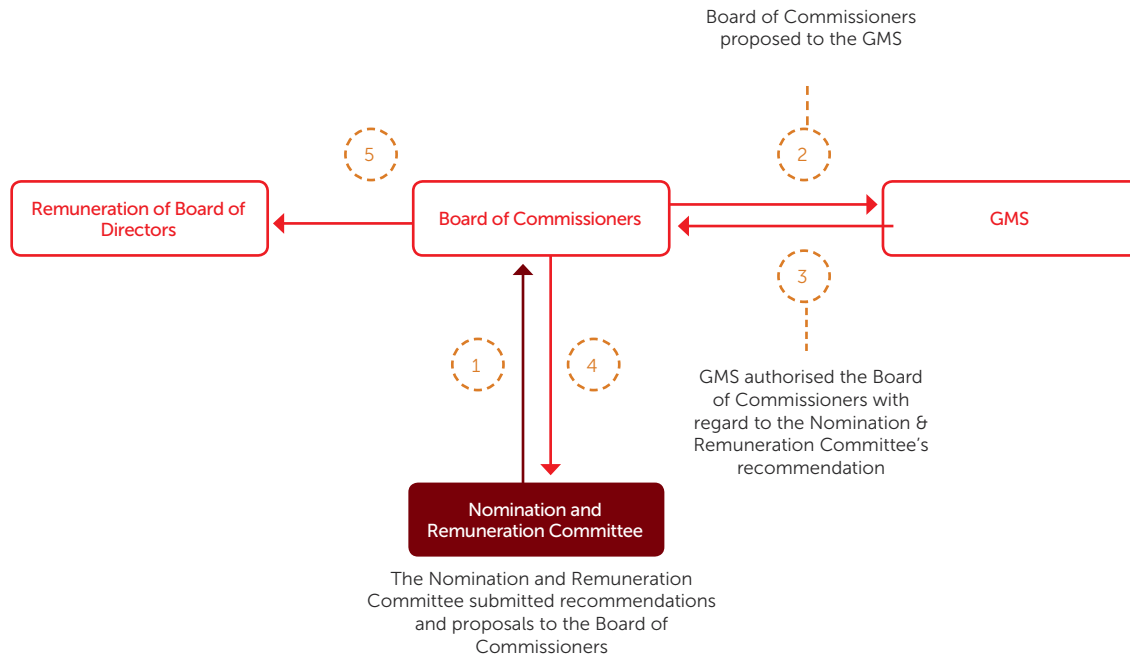 Board of Commissioners
proposed to the GMS
5
2
Remuneration of Board of
Directors
Board of Commissioners
GMS
3
1
4
GMS authorised the Board
of Commissioners with
regard to the Nomination &
Remuneration Committee's
recommendation
Nomination and
Remuneration Committee
The Nomination and Remuneration
Committee submitted recommendations
and proposals to the Board of
Commissioners